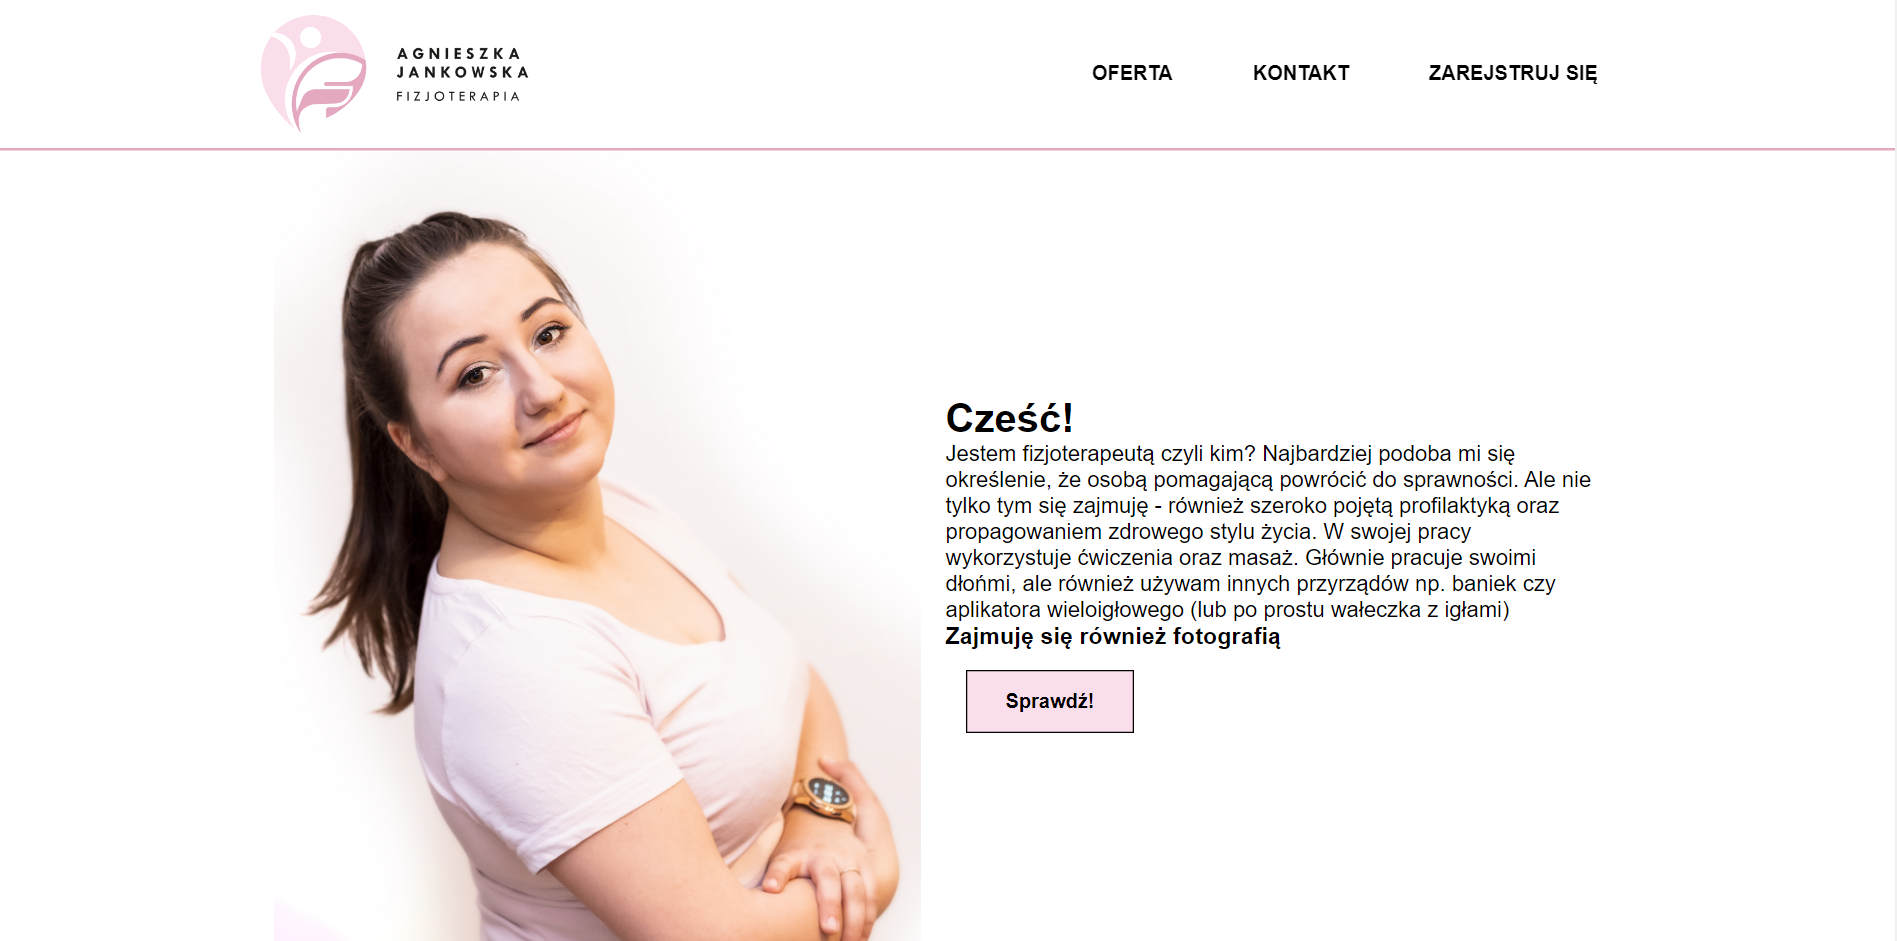 AGNIESZKA
JANKOWSKA
FIZJOTERAPIA
OFERTA
KONTAKT
ZAREJSTRUJ SIĘ
Cześć!
Jestem fizjoterapeutą czyli kim? Najbardziej podoba mi się
określenie, że osobą pomagającą powrócić do sprawności. Ale nie
tylko tym się zajmuję - również szeroko pojętą profilaktyką oraz
propagowaniem zdrowego stylu życia. W swojej pracy
wykorzystuje ćwiczenia oraz masaż. Głównie pracuje swoimi
dłońmi, ale również używam innych przyrządów np. baniek czy
aplikatora wieloigłowego (lub po prostu wałeczka z igłami)
Zajmuję się również fotografią
Sprawdź!